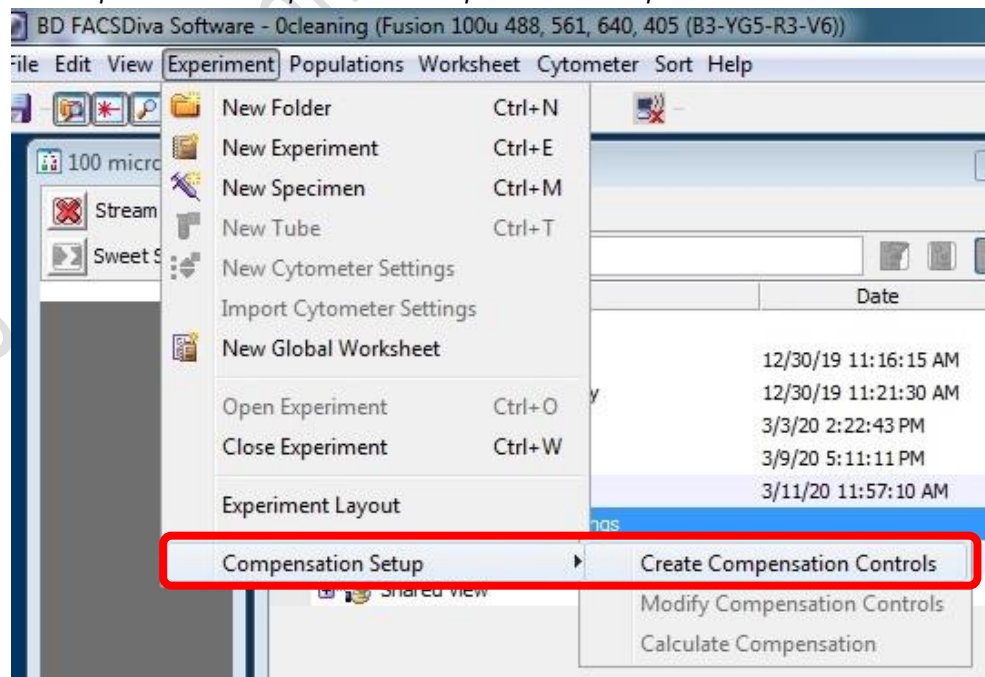 BD FACSDiva Software - 0cleaning (Fusion 100u 488, 561, 640, 405 (B3-YG5-R3-V6))
File Edit View Experiment Populations Worksheet Cytometer Sort Help
New Folder Ctrl+N
New Experiment Ctrl+E
100 micro
New Specimen Ctrl+M
Stream
New Tube Ctrl+T
Sweet S
New Cytometer Settings
Import Cytometer Settings
Date
New Global Worksheet
12/30/19 11:16:15 AM
y 12/30/19 11:21:30 AM
Open Experiment Ctrl+O
3/3/20 2:22:43 PM
Close Experiment Ctrl+W
3/9/20 5:11:11 PM
3/11/20 11:57:10 AM
Experiment Layout
ngs
Compensation Setup Create Compensation Controls
Shared View
Modify Compensation Controls
Calculate Compensation